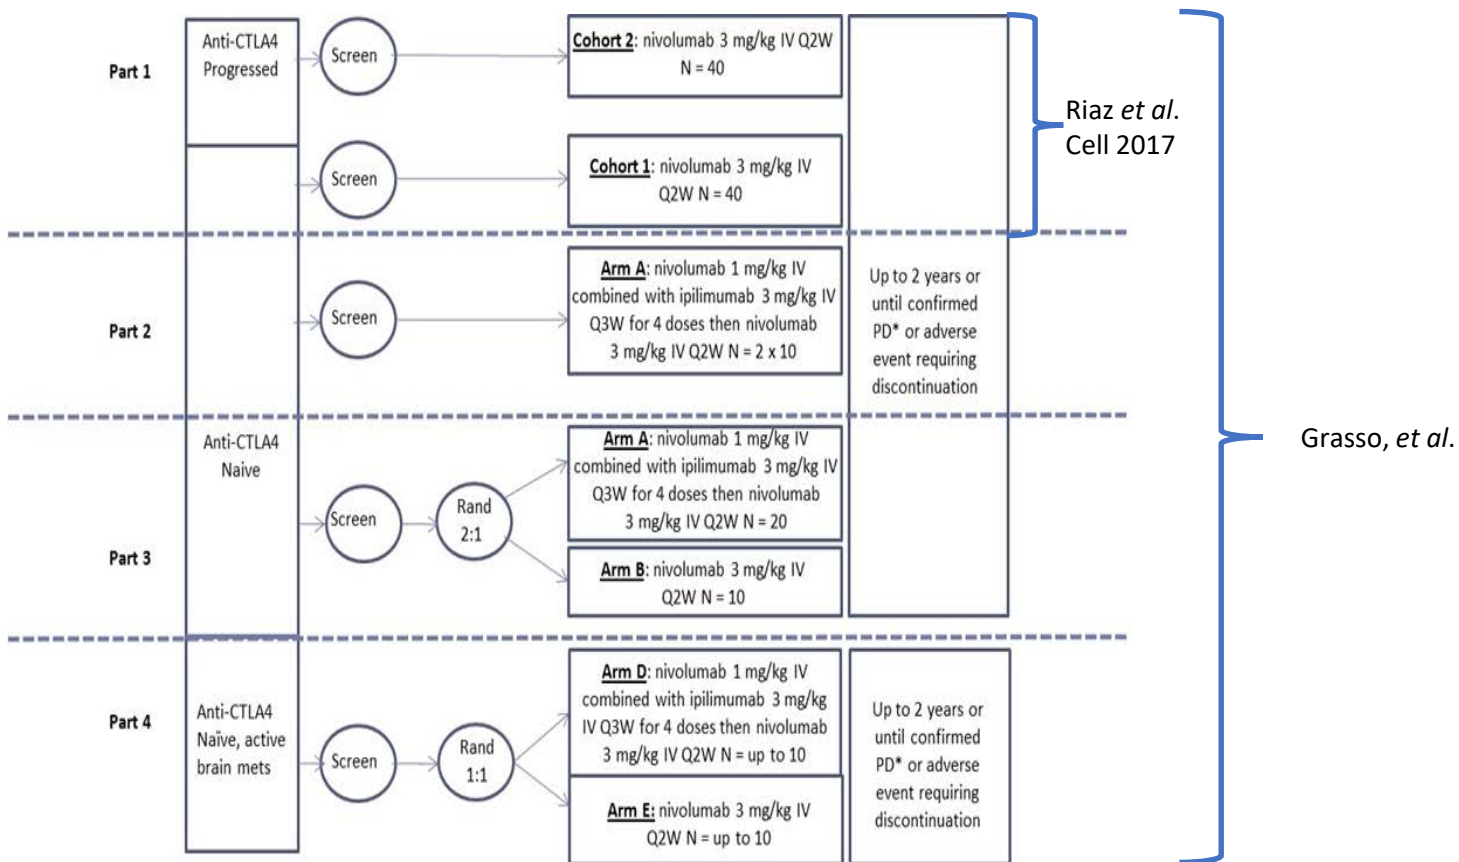 Part 1
Anti-CTLA4
Progressed
Screen
Cohort 2: nivolumab 3 mg/kg IV Q2W
N = 40
Screen
Cohort 1: nivolumab 3 mg/kg IV
Q2W N = 40
Riaz et al.
Cell 2017
Part 2
Screen
Arm A: nivolumab 1 mg/kg IV
combined with ipilimumab 3 mg/kg IV
Q3W for 4 doses then nivolumab
3 mg/kg IV Q2W N = 2 x 10
Up to 2 years or
until confirmed
PD* or adverse
event requiring
discontinuation
Part 3
Anti-CTLA4
Naive
Screen
Rand
2:1
Arm A: nivolumab 1 mg/kg IV
combined with ipilimumab 3 mg/kg IV
Q3W for 4 doses then nivolumab
3 mg/kg IV Q2W N = 20
Arm B: nivolumab 3 mg/kg IV
Q2W N = 10
Grasso, et al.
Part 4
Anti-CTLA4
Naïve, active
brain mets
Screen
Rand
1:1
Arm D: nivolumab 1 mg/kg IV
combined with ipilimumab 3 mg/kg
IV Q3W for 4 doses then nivolumab
3 mg/kg IV Q2W N = up to 10
Arm E: nivolumab 3 mg/kg IV
Q2W N = up to 10
Up to 2 years or
until confirmed
PD* or adverse
event requiring
discontinuation